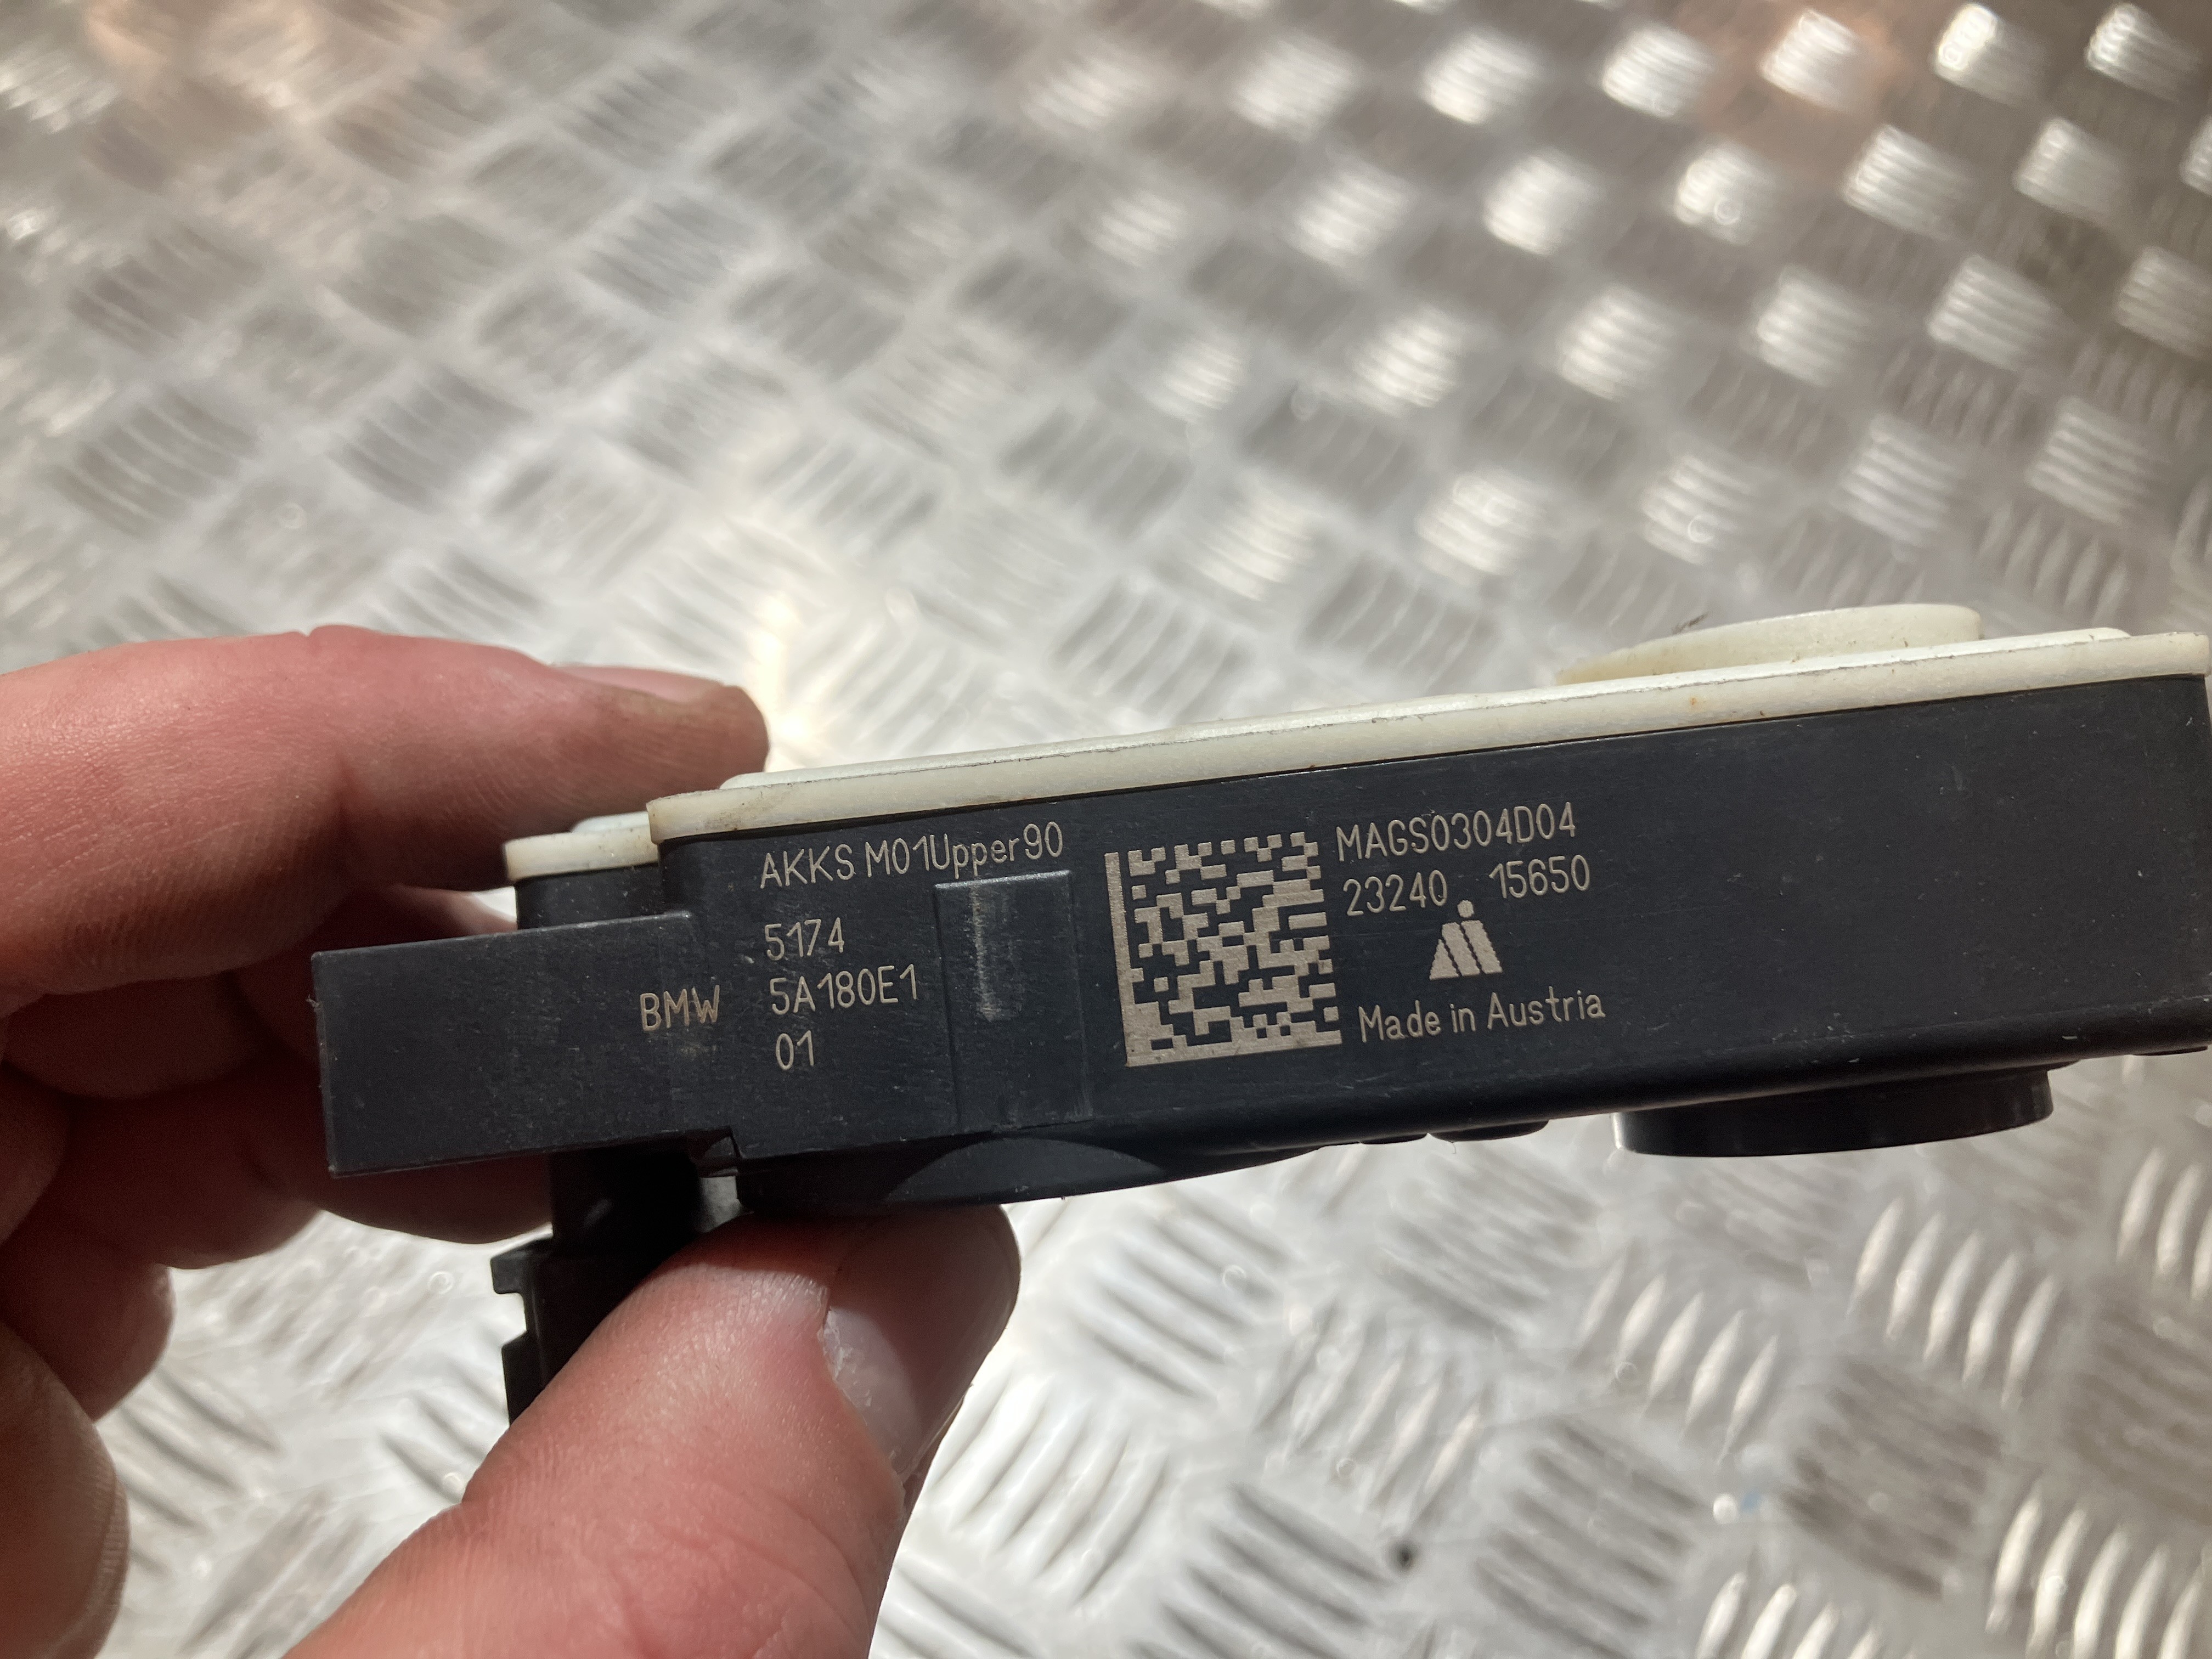 AKKS M01Upper90
5174
BMW 5A180E1
01
MAGS0304D04
23240 15650
Made in Austria